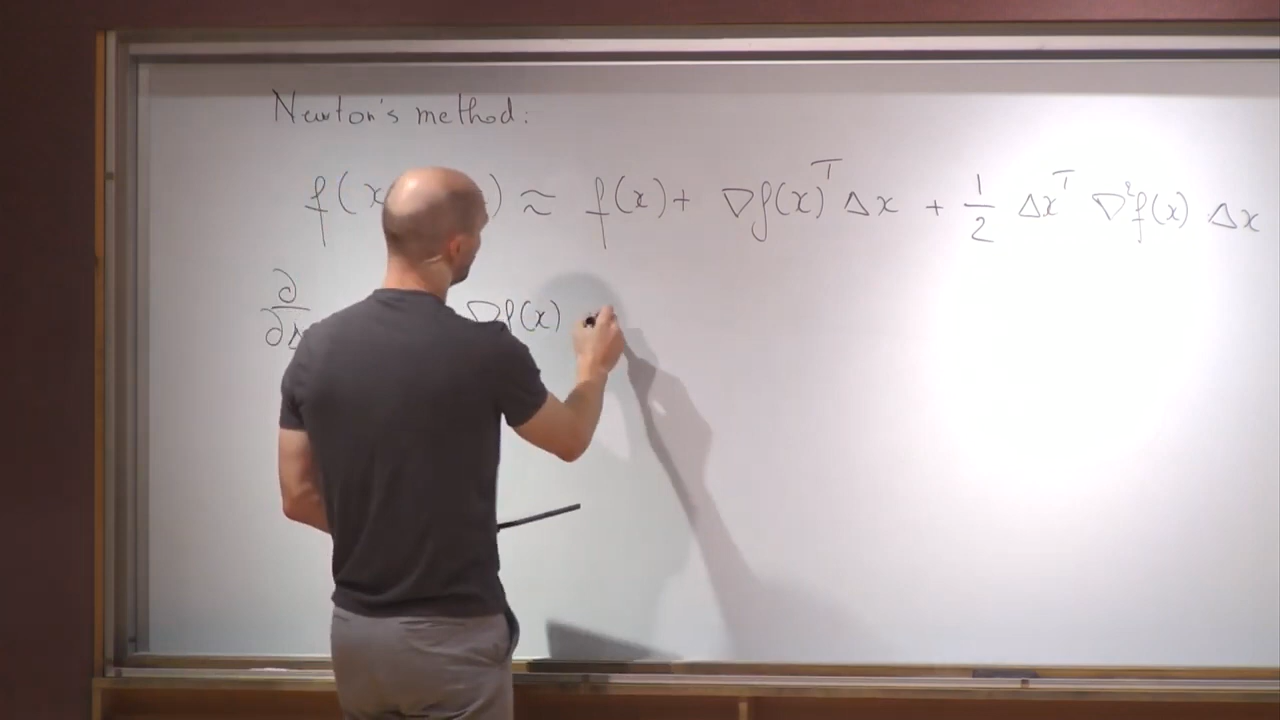 Newton's method:
f(x ) ≈ f(x) + ∇f(x)ᵀ Δx + 1/2 Δxᵀ ∇²f(x) Δx
∂/∂Δ ∇f(x)